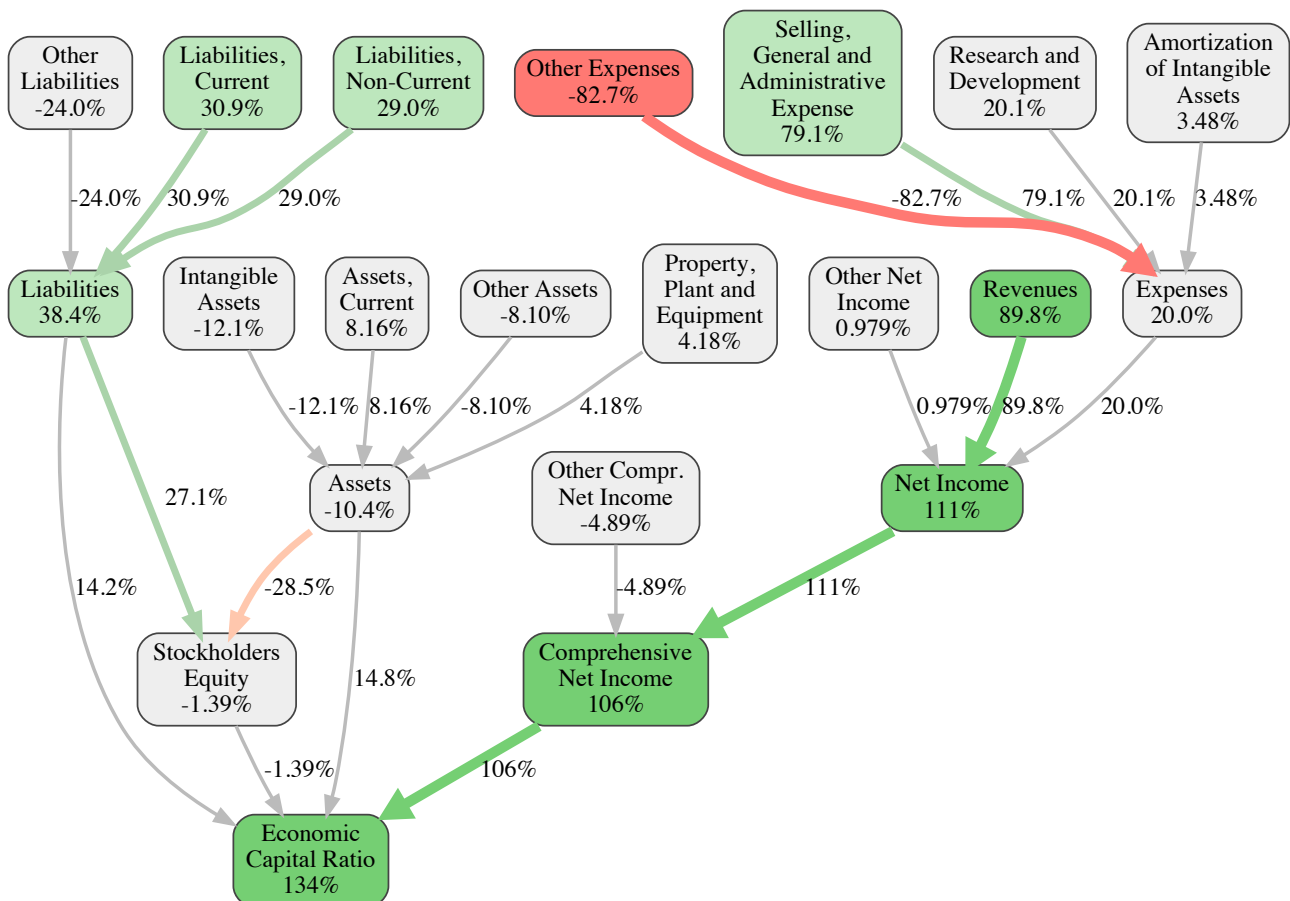 Other
Liabilities
-24.0%
Liabilities,
Current
30.9%
Liabilities,
Non-Current
29.0%
Other Expenses
-82.7%
Selling,
General and
Administrative
Expense
79.1%
Research and
Development
20.1%
Amortization
of Intangible
Assets
3.48%
-24.0%
30.9%
29.0%
-82.7%
79.1%
20.1%
3.48%
Liabilities
38.4%
Intangible
Assets
-12.1%
Assets,
Current
8.16%
Other Assets
-8.10%
Property,
Plant and
Equipment
4.18%
Other Net
Income
0.979%
Revenues
89.8%
Expenses
20.0%
-12.1%
8.16%
-8.10%
4.18%
0.979%
89.8%
20.0%
27.1%
Assets
-10.4%
Other Compr.
Net Income
-4.89%
Net Income
111%
14.2%
-28.5%
-4.89%
111%
Stockholders
Equity
-1.39%
14.8%
Comprehensive
Net Income
106%
-1.39%
106%
Economic
Capital Ratio
134%